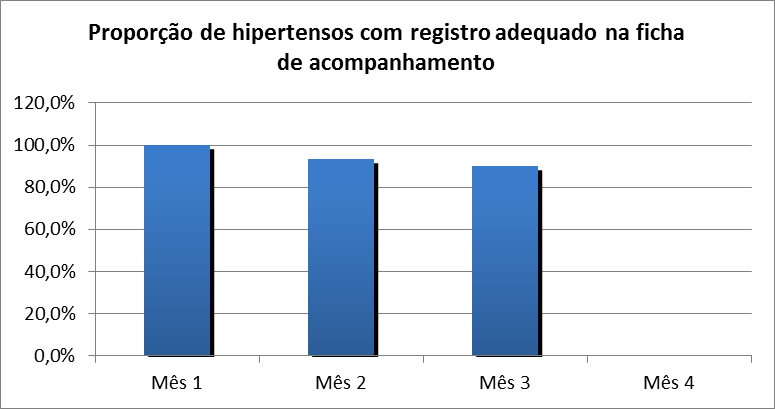 Proporção de hipertensos com registro adequado na ficha
de acompanhamento
120,0%
100,0%
80,0%
60,0%
40,0%
20,0%
0,0%
Mês 1 Mês 2 Mês 3 Mês 4